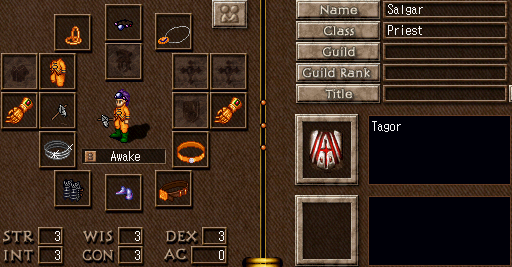 Name Salgar
Class Priest
Guild
Guild Rank
Title
Tagor
Awake
STR 3 WIS 3 DEX 3
INT 3 CON 3 AC 0